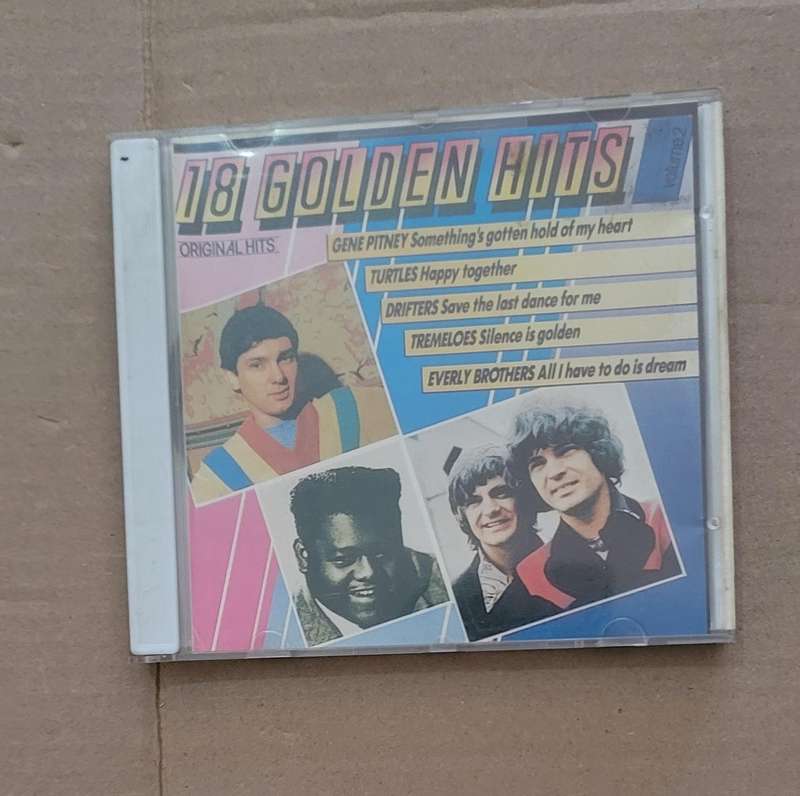 18 GOLDEN HITS
volume 2
ORIGINAL HITS
GENE PITNEY Something's gotten hold of my heart
TURTLES Happy together
DRIFTERS Save the last dance for me
TREMELOES Silence is golden
EVERLY BROTHERS All I have to do is dream